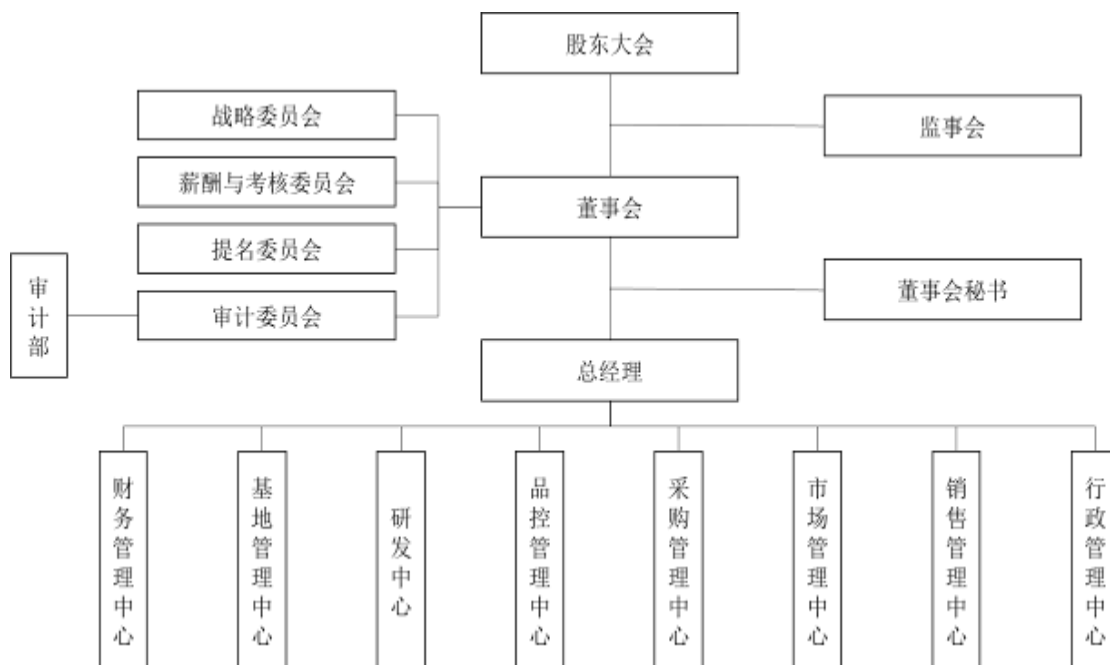 股东大会
战略委员会
监事会
薪酬与考核委员会
董事会
提名委员会
审计部
董事会秘书
审计委员会
总经理
财务管理中心
基地管理中心
研发中心
品控管理中心
采购管理中心
市场管理中心
销售管理中心
行政管理中心